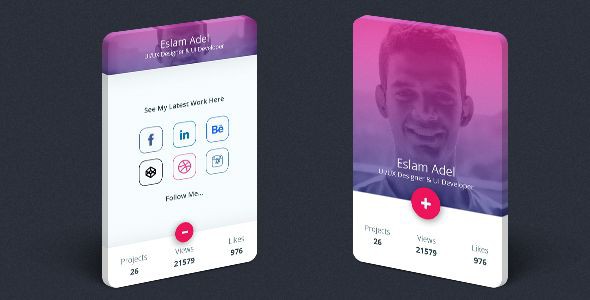 Eslam Adel
UI/UX Designer & UI Developer
See My Latest Work Here
f
in
Bē
Follow Me...
-
Projects
26
Views
21579
Likes
976
Eslam Adel
UI/UX Designer & UI Developer
+
Projects
26
Views
21579
Likes
976